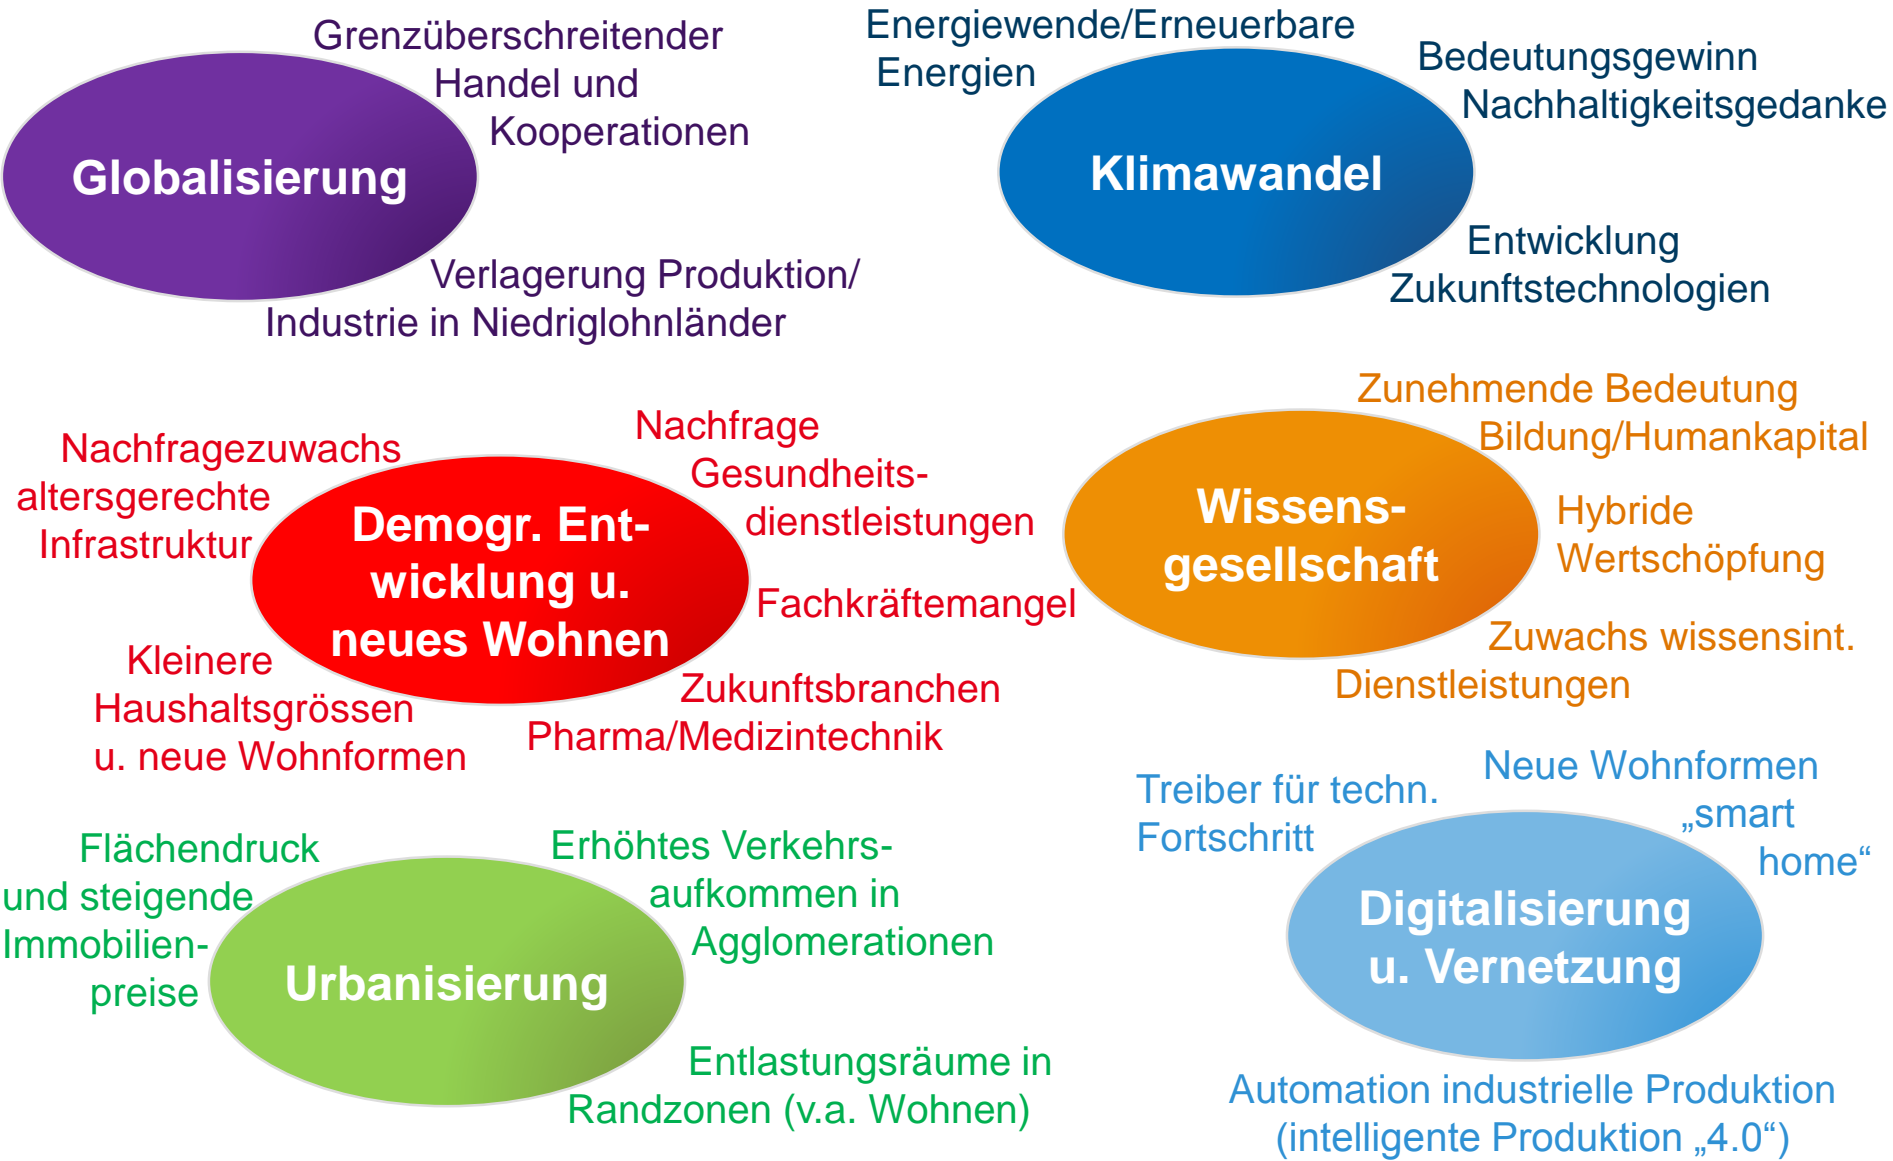 Grenzüberschreitender
Handel und
Kooperationen
Globalisierung
Verlagerung Produktion/
Industrie in Niedriglohnländer
Energiewende/Erneuerbare
Energien
Bedeutungsgewinn
Nachhaltigkeitsgedanke
Klimawandel
Entwicklung
Zukunftstechnologien
Nachfragezuwachs
altersgerechte
Infrastruktur
Nachfrage
Gesundheits-
dienstleistungen
Demogr. Ent-
wicklung u.
neues Wohnen
Fachkräftemangel
Kleinere
Haushaltsgrössen
u. neue Wohnformen
Zukunftsbranchen
Pharma/Medizintechnik
Zunehmende Bedeutung
Bildung/Humankapital
Wissens-
gesellschaft
Hybride
Wertschöpfung
Zuwachs wissensint.
Dienstleistungen
Flächendruck
und steigende
Immobilien-
preise
Erhöhtes Verkehrs-
aufkommen in
Agglomerationen
Urbanisierung
Entlastungsräume in
Randzonen (v.a. Wohnen)
Treiber für techn.
Fortschritt
Neue Wohnformen
„smart
home“
Digitalisierung
u. Vernetzung
Automation industrielle Produktion
(intelligente Produktion „4.0“)